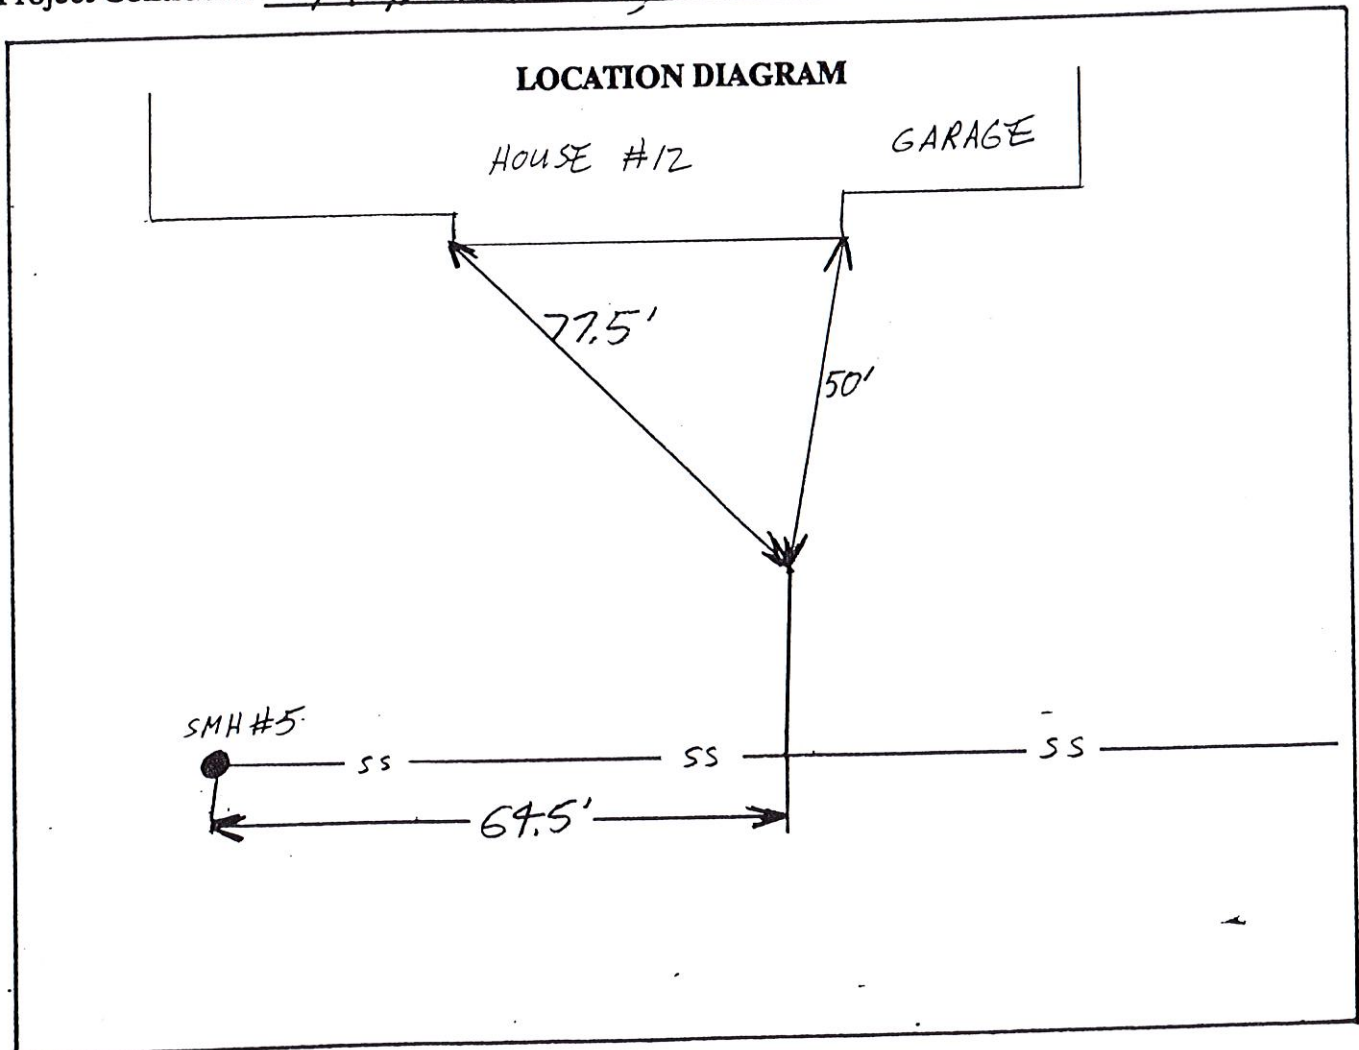 LOCATION DIAGRAM
HOUSE #12
GARAGE
77.5'
50'
SMH #5
SS SS SS
64.5'